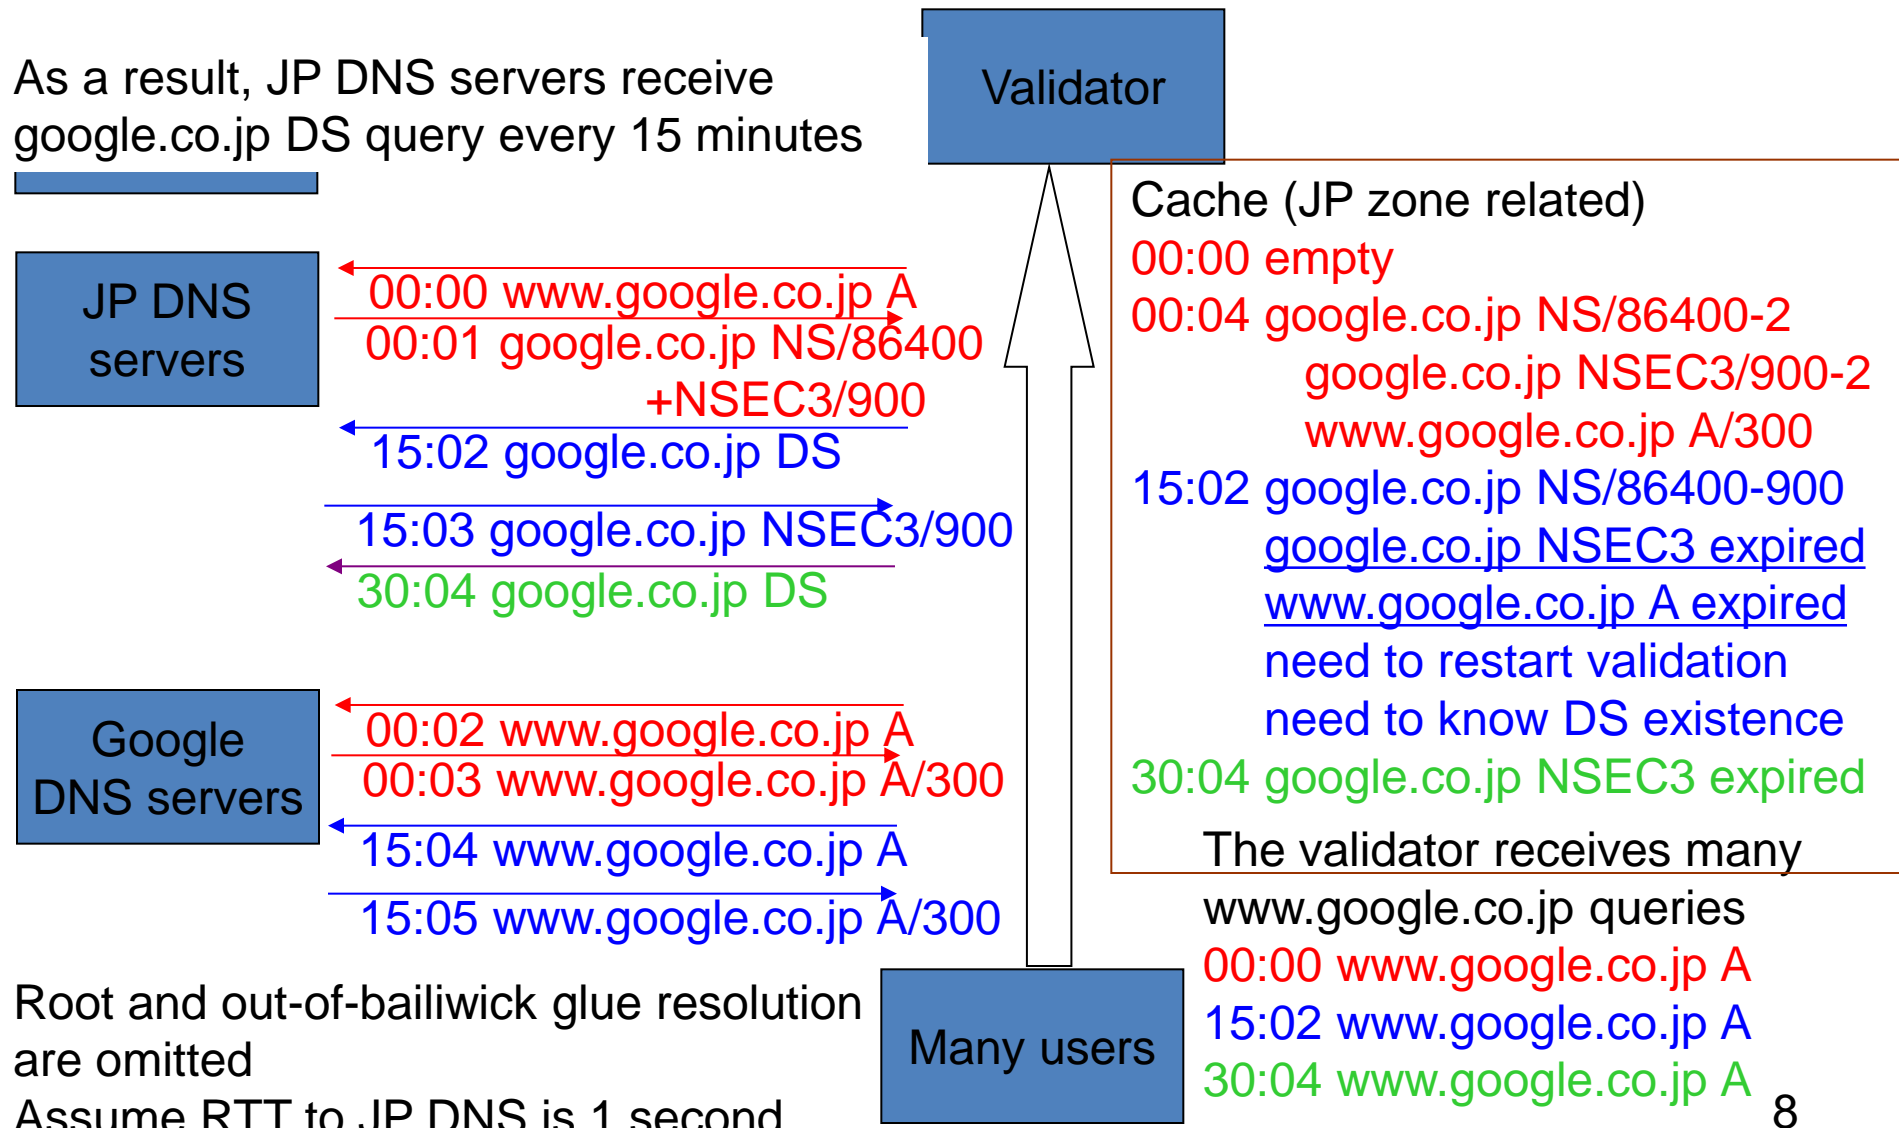 As a result, JP DNS servers receive
google.co.jp DS query every 15 minutes
Validator
JP DNS
servers
00:00 www.google.co.jp A
00:01 google.co.jp NS/86400
+NSEC3/900
15:02 google.co.jp DS
15:03 google.co.jp NSEC3/900
30:04 google.co.jp DS
Google
DNS servers
00:02 www.google.co.jp A
00:03 www.google.co.jp A/300
15:04 www.google.co.jp A
15:05 www.google.co.jp A/300
Root and out-of-bailiwick glue resolution
are omitted
Assume RTT to JP DNS is 1 second
Many users
Cache (JP zone related)
00:00 empty
00:04 google.co.jp NS/86400-2
google.co.jp NSEC3/900-2
www.google.co.jp A/300
15:02 google.co.jp NS/86400-900
google.co.jp NSEC3 expired
www.google.co.jp A expired
need to restart validation
need to know DS existence
30:04 google.co.jp NSEC3 expired
The validator receives many
www.google.co.jp queries
00:00 www.google.co.jp A
15:02 www.google.co.jp A
30:04 www.google.co.jp A
8